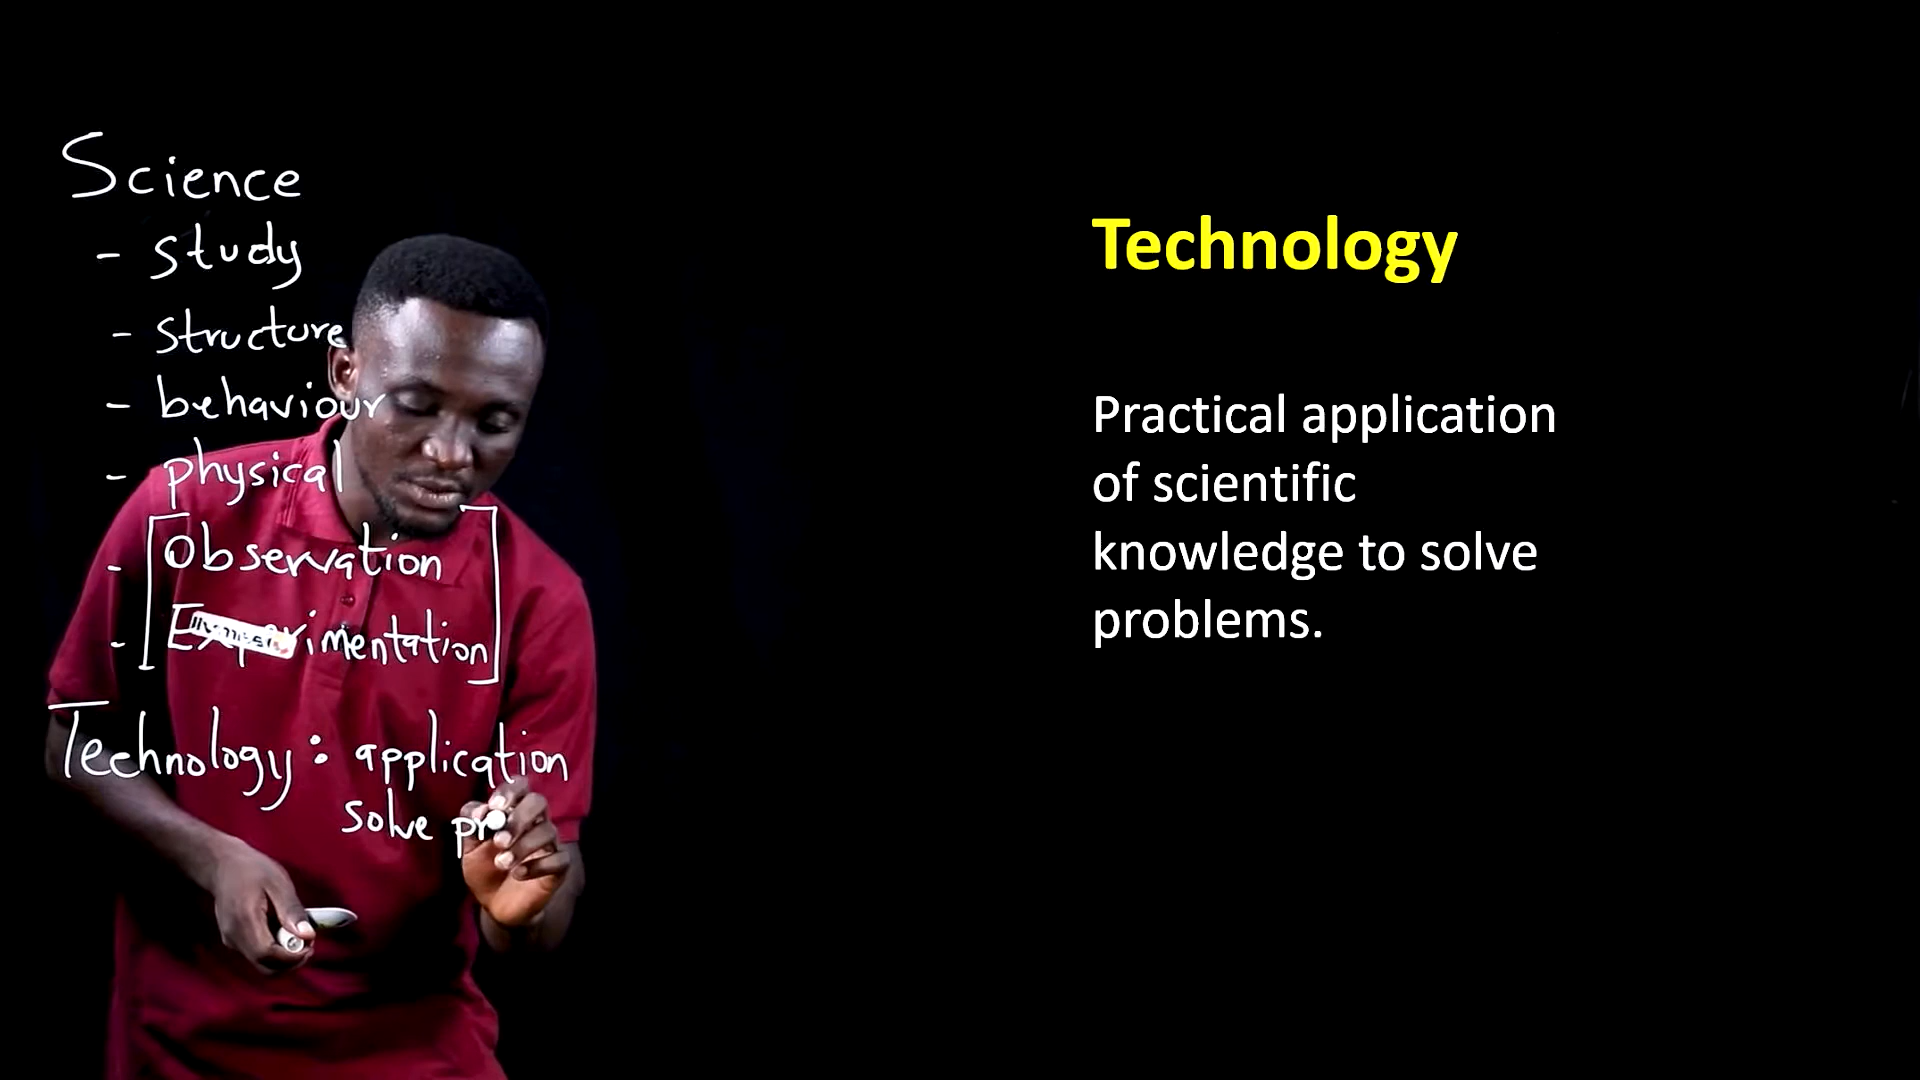 Science
- study
- structure
- behaviour
- physical
- Observation
- Experimentation
Technology: application
solve pr
Technology
Practical application
of scientific
knowledge to solve
problems.